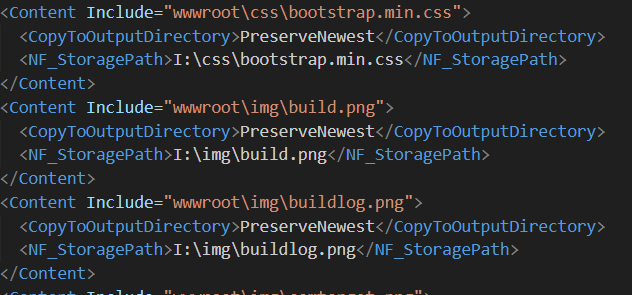 <Content Include="wwwroot\css\bootstrap.min.css">
<CopyToOutputDirectory>PreserveNewest</CopyToOutputDirectory>
<NF_StoragePath>I:\css\bootstrap.min.css</NF_StoragePath>
</Content>
<Content Include="wwwroot\img\build.png">
<CopyToOutputDirectory>PreserveNewest</CopyToOutputDirectory>
<NF_StoragePath>I:\img\build.png</NF_StoragePath>
</Content>
<Content Include="wwwroot\img\buildlog.png">
<CopyToOutputDirectory>PreserveNewest</CopyToOutputDirectory>
<NF_StoragePath>I:\img\buildlog.png</NF_StoragePath>
</Content>